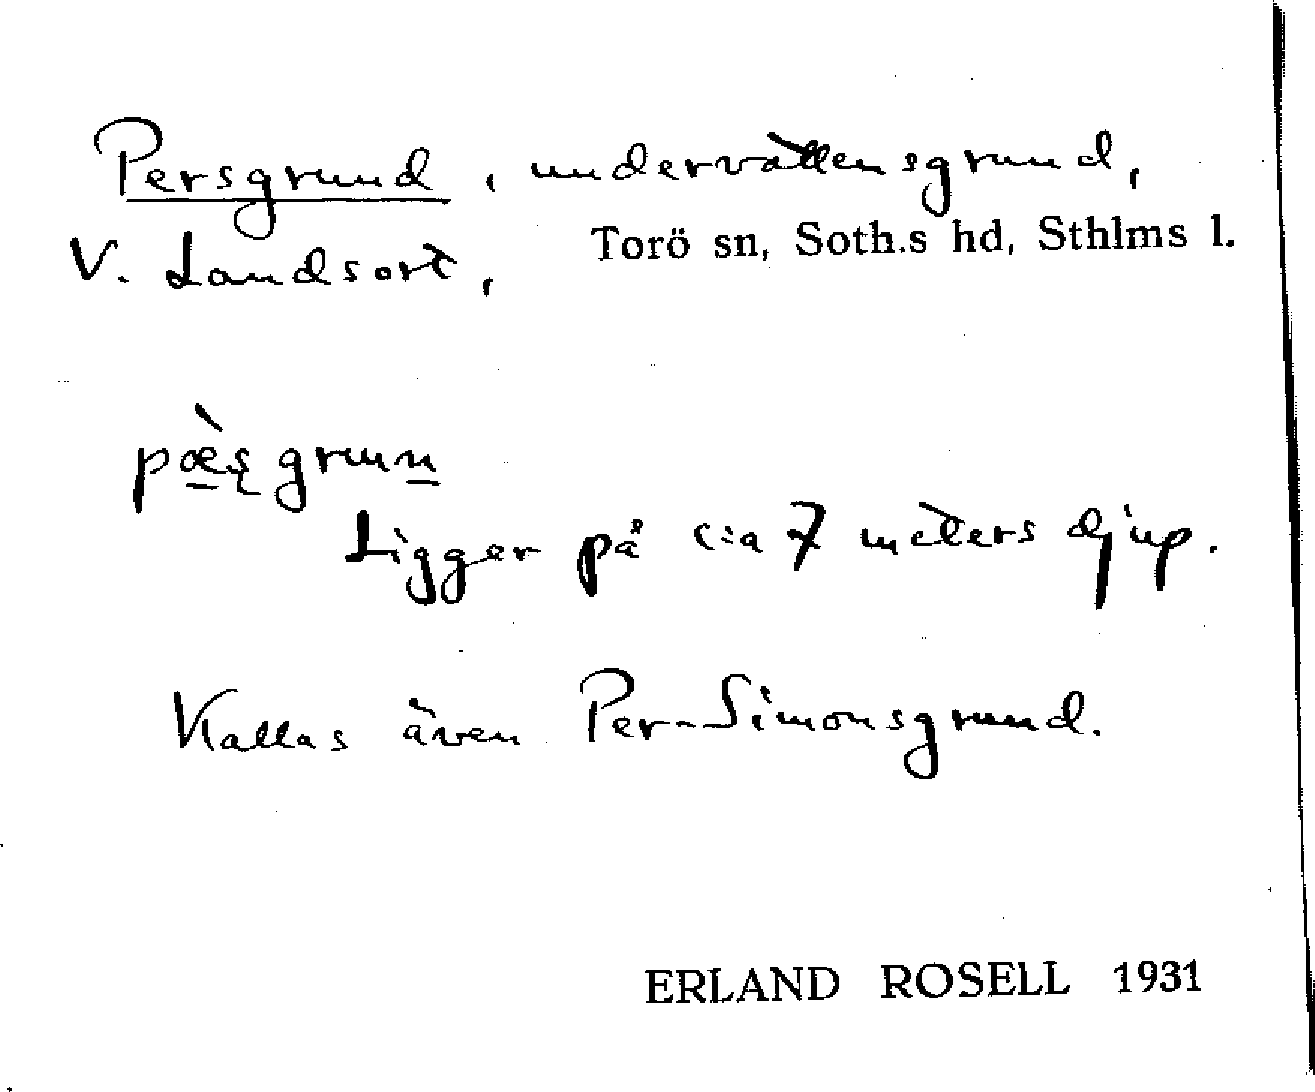 Persgrund, undervattensgrund,
V. Landsort, Torö sn, Soth.s hd, Sthlms l.
pæ̀ʂgrun
Ligger på c:a 7 meters djup.
Kallas även Per-Simonsgrund.
ERLAND ROSELL 1931